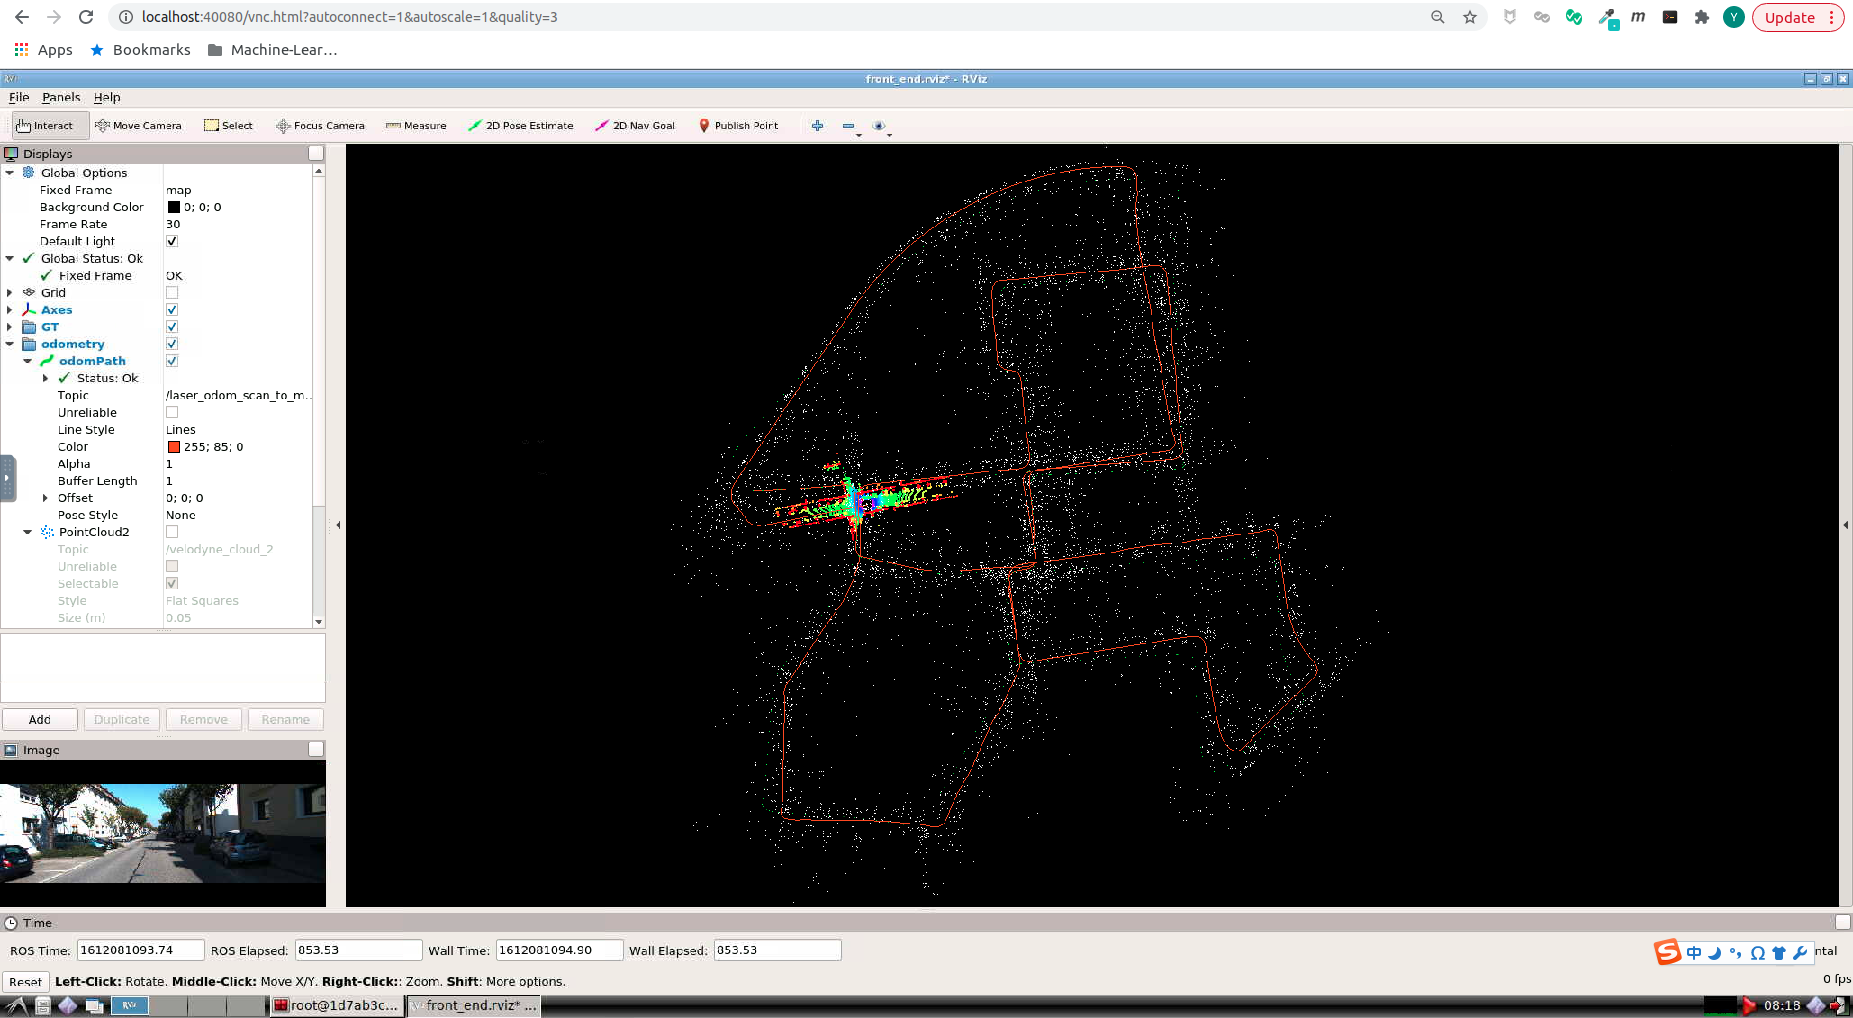 localhost:40080/vnc.html?autoconnect=1&autoscale=1&quality=3
m
Y
Update
Apps
Bookmarks
Machine-Lear...
RViz
front_end.rviz* - RViz
File Panels Help
Interact Move Camera Select Focus Camera Measure 2D Pose Estimate 2D Nav Goal Publish Point
Displays
Global Options
Fixed Frame map
Background Color 0; 0; 0
Frame Rate 30
Default Light
Global Status: Ok
Fixed Frame OK
Grid
Axes
GT
odometry
odomPath
Status: Ok
Topic /laser_odom_scan_to_m...
Unreliable
Line Style Lines
Color 255; 85; 0
Alpha 1
Buffer Length 1
Offset 0; 0; 0
Pose Style None
PointCloud2
Topic /velodyne_cloud_2
Unreliable
Selectable
Style Flat Squares
Size (m) 0.05
Add Duplicate Remove Rename
Image
Time
ROS Time: 1612081093.74 ROS Elapsed: 853.53 Wall Time: 1612081094.90 Wall Elapsed: 853.53
S 中 ntal
Reset Left-Click: Rotate. Middle-Click: Move X/Y. Right-Click:: Zoom. Shift: More options.
0 fps
RViz root@1d7ab3c... front_end.rviz* ... 08:18